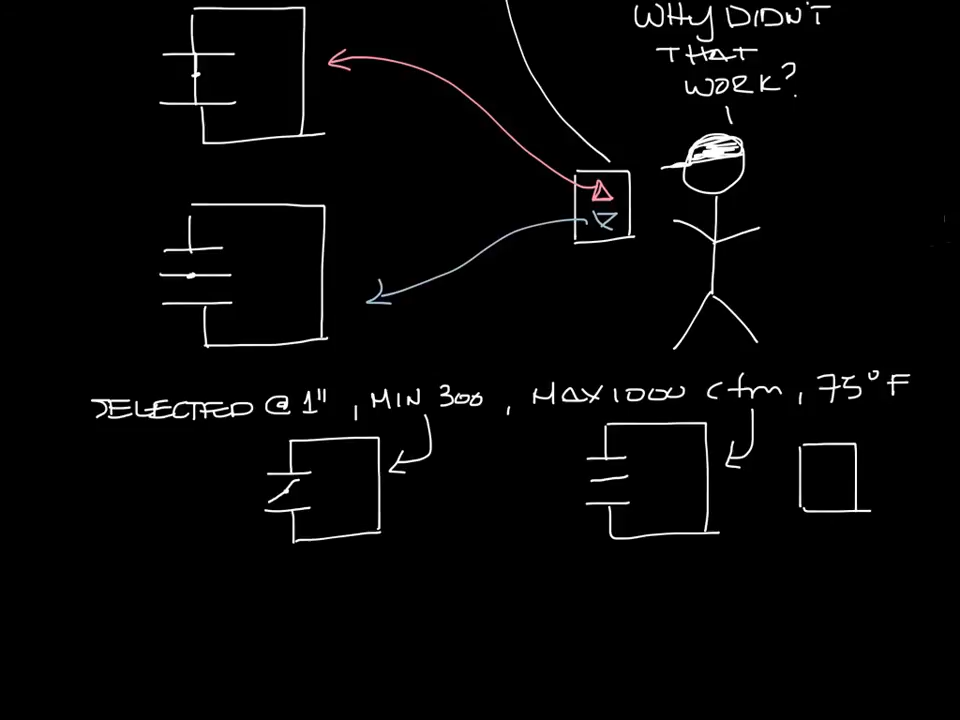 WHY DIDN'T
THAT
WORK?
SELECTED @ 1", MIN 300, MAX 1000 cfm, 75°F